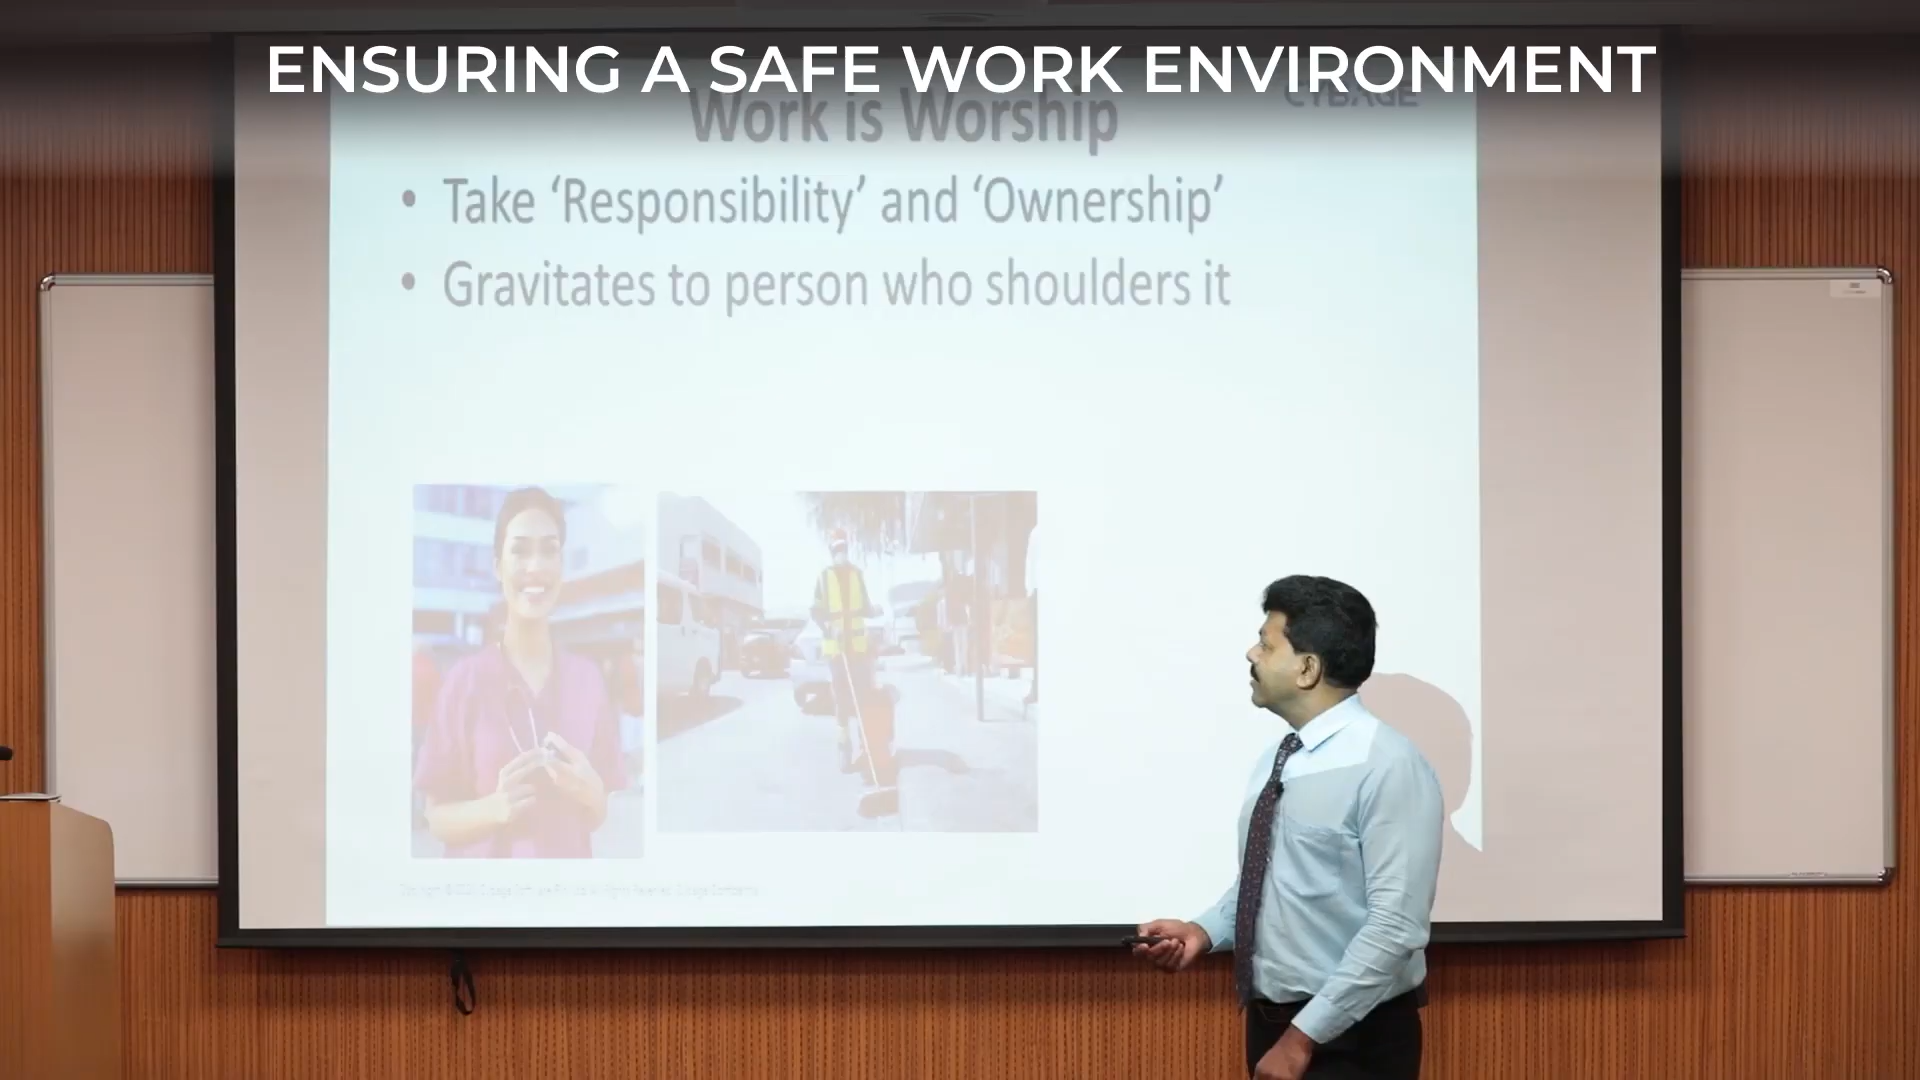 ENSURING A SAFE WORK ENVIRONMENT
CYBAGE
Work is Worship
• Take ‘Responsibility’ and ‘Ownership’
• Gravitates to person who shoulders it